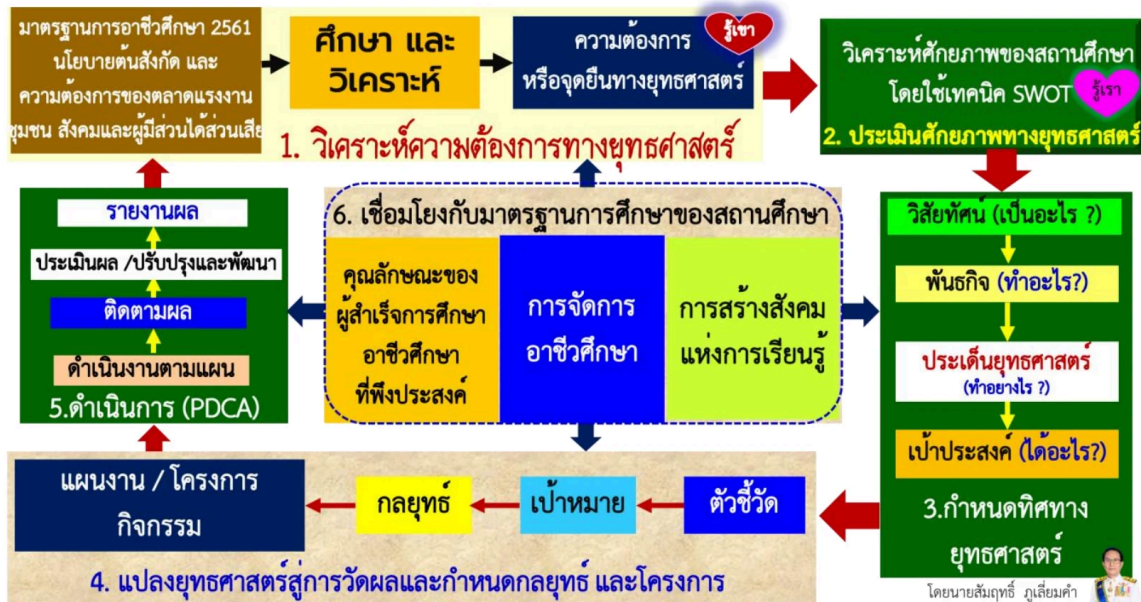 มาตรฐานการอาชีวศึกษา 2561
นโยบายต้นสังกัด และ
ความต้องการของตลาดแรงงาน
ชุมชน สังคมและผู้มีส่วนได้ส่วนเสีย
ศึกษา และ
วิเคราะห์
ความต้องการ
หรือจุดยืนทางยุทธศาสตร์
รู้เขา
1. วิเคราะห์ความต้องการทางยุทธศาสตร์
วิเคราะห์ศักยภาพของสถานศึกษา
โดยใช้เทคนิค SWOT
รู้เรา
2. ประเมินศักยภาพทางยุทธศาสตร์
วิสัยทัศน์ (เป็นอะไร ?)
พันธกิจ (ทำอะไร?)
ประเด็นยุทธศาสตร์
(ทำอย่างไร ?)
เป้าประสงค์ (ได้อะไร?)
3.กำหนดทิศทาง
ยุทธศาสตร์
ตัวชี้วัด
เป้าหมาย
กลยุทธ์
แผนงาน / โครงการ
กิจกรรม
4. แปลงยุทธศาสตร์สู่การวัดผลและกำหนดกลยุทธ์ และโครงการ
รายงานผล
ประเมินผล /ปรับปรุงและพัฒนา
ติดตามผล
ดำเนินงานตามแผน
5.ดำเนินการ (PDCA)
6. เชื่อมโยงกับมาตรฐานการศึกษาของสถานศึกษา
คุณลักษณะของ
ผู้สำเร็จการศึกษา
อาชีวศึกษา
ที่พึงประสงค์
การจัดการ
อาชีวศึกษา
การสร้างสังคม
แห่งการเรียนรู้
โดยนายสัมฤทธิ์ ภูเลี่ยมคำ